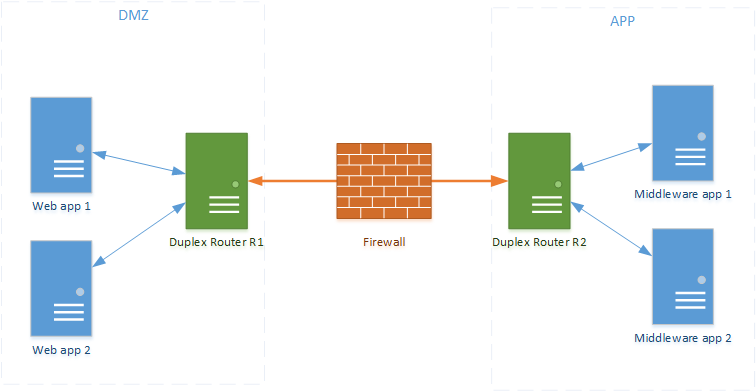 DMZ
APP
Web app 1
Duplex Router R1
Firewall
Duplex Router R2
Middleware app 1
Web app 2
Middleware app 2